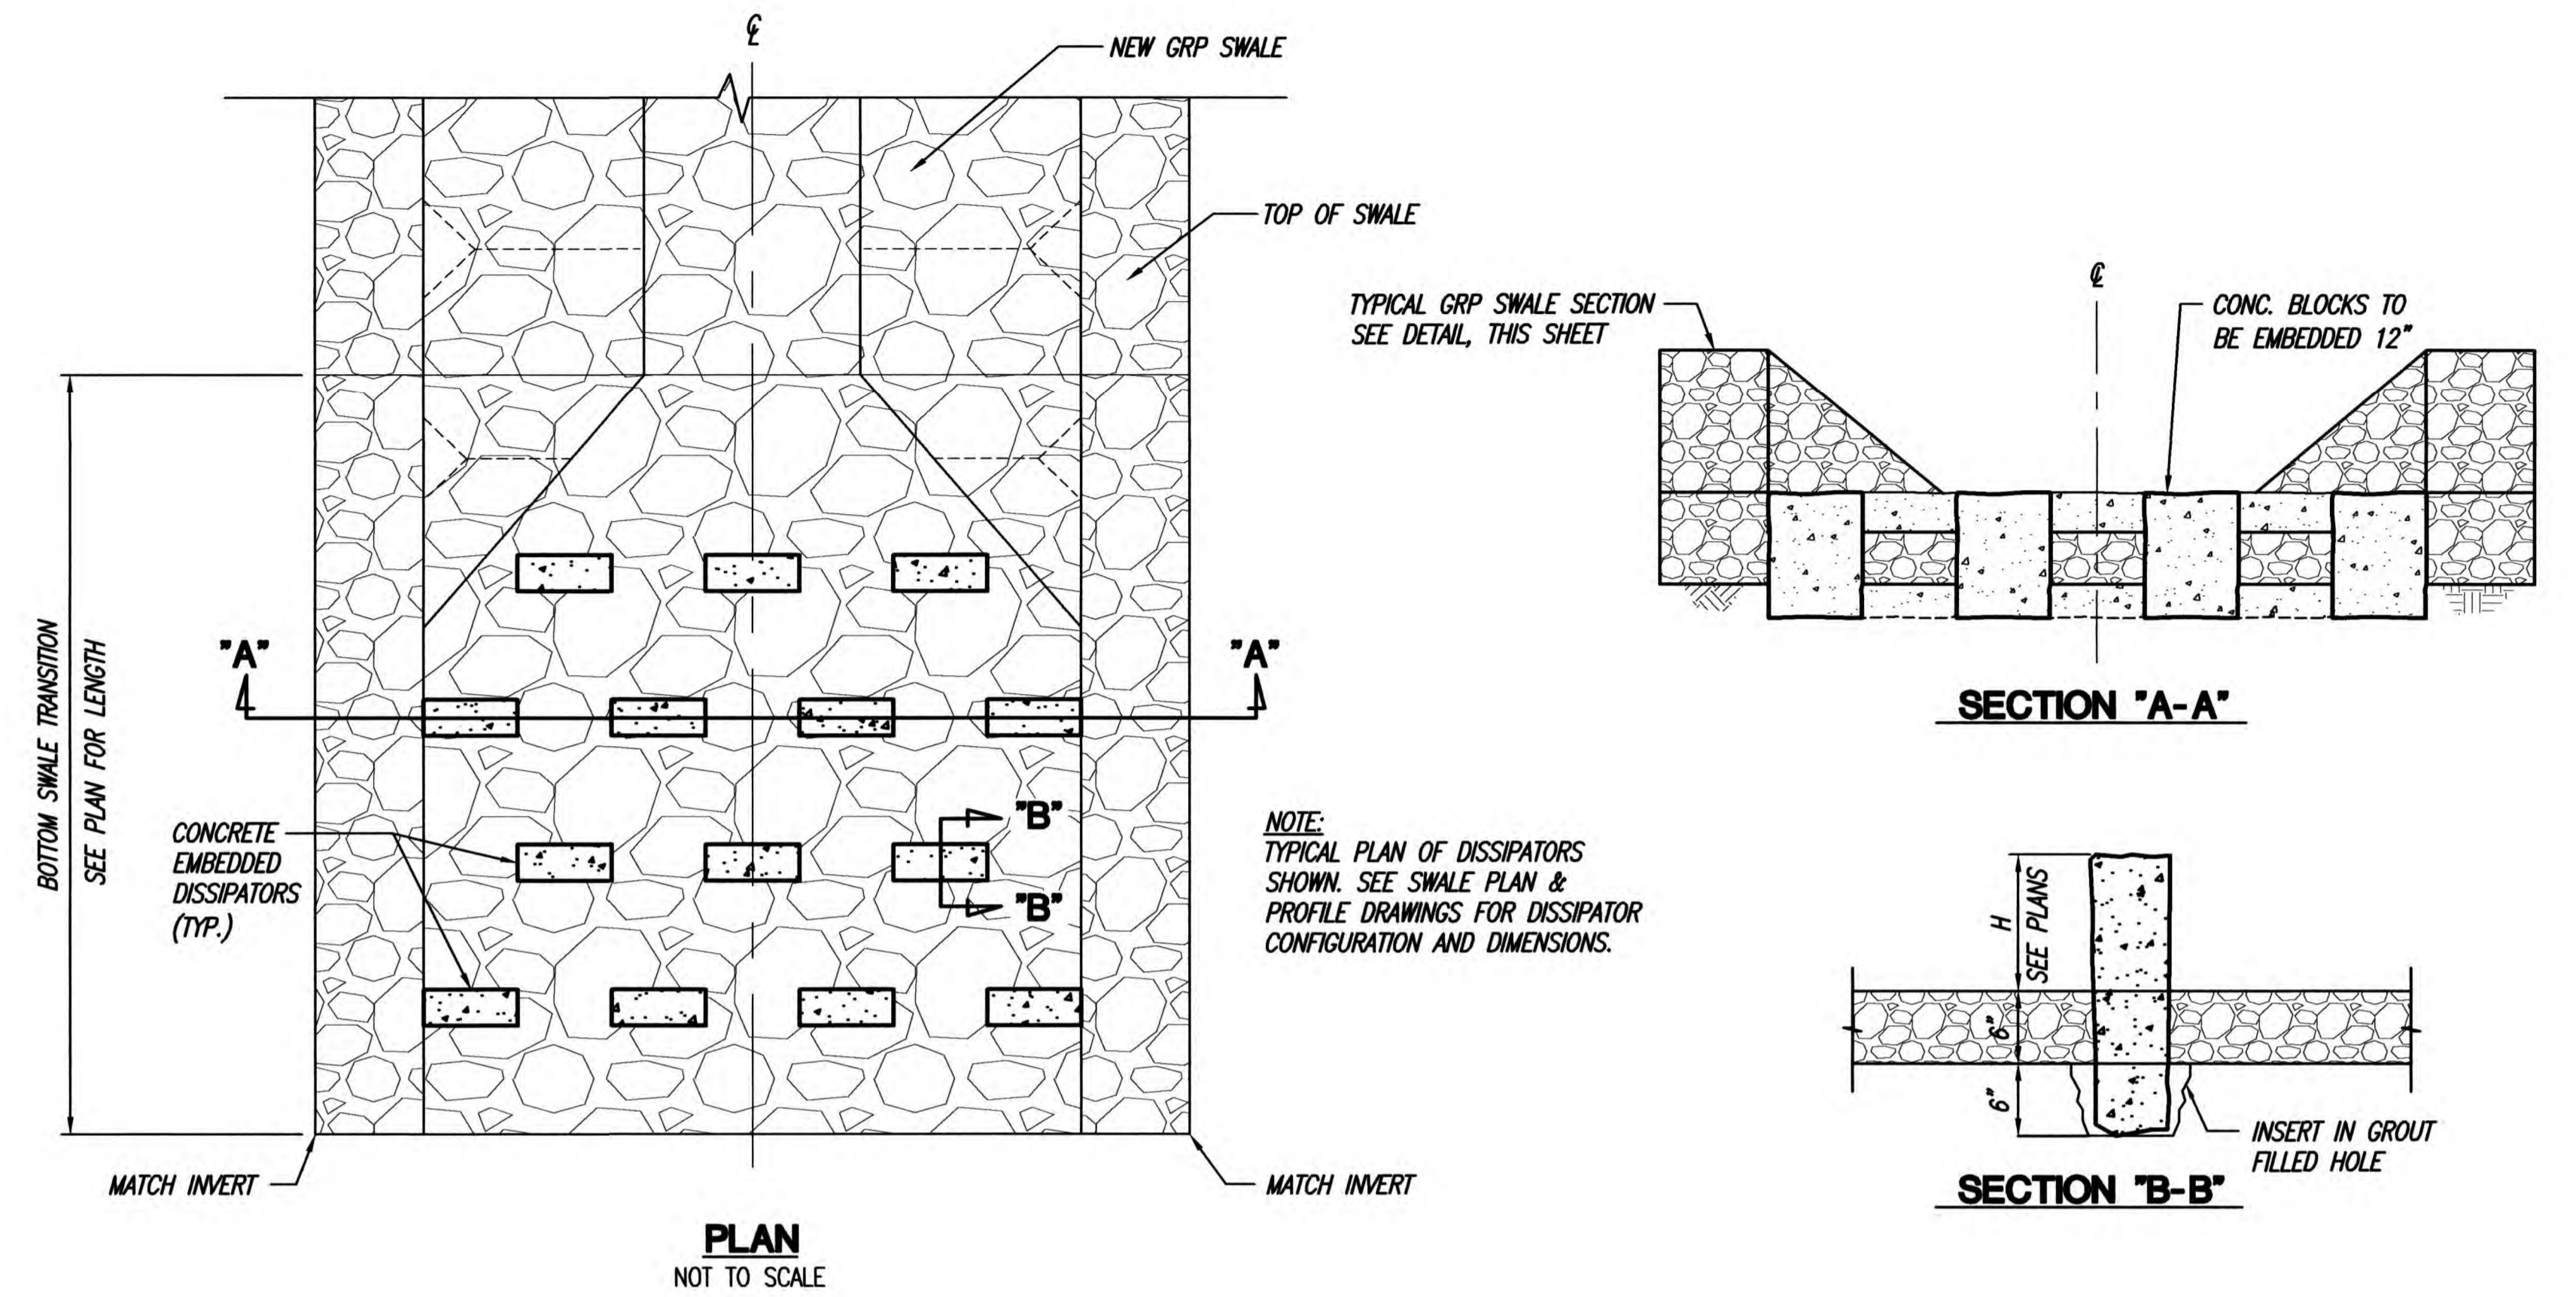 ℄
NEW GRP SWALE
TOP OF SWALE
BOTTOM SWALE TRANSITION
SEE PLAN FOR LENGTH
"A"
"A"
"B"
"B"
CONCRETE
EMBEDDED
DISSIPATORS
(TYP.)
MATCH INVERT
MATCH INVERT
PLAN
NOT TO SCALE
℄
TYPICAL GRP SWALE SECTION
SEE DETAIL, THIS SHEET
CONC. BLOCKS TO
BE EMBEDDED 12"
SECTION "A-A"
NOTE:
TYPICAL PLAN OF DISSIPATORS
SHOWN. SEE SWALE PLAN &
PROFILE DRAWINGS FOR DISSIPATOR
CONFIGURATION AND DIMENSIONS.
H
SEE PLANS
6"
6"
INSERT IN GROUT
FILLED HOLE
SECTION "B-B"